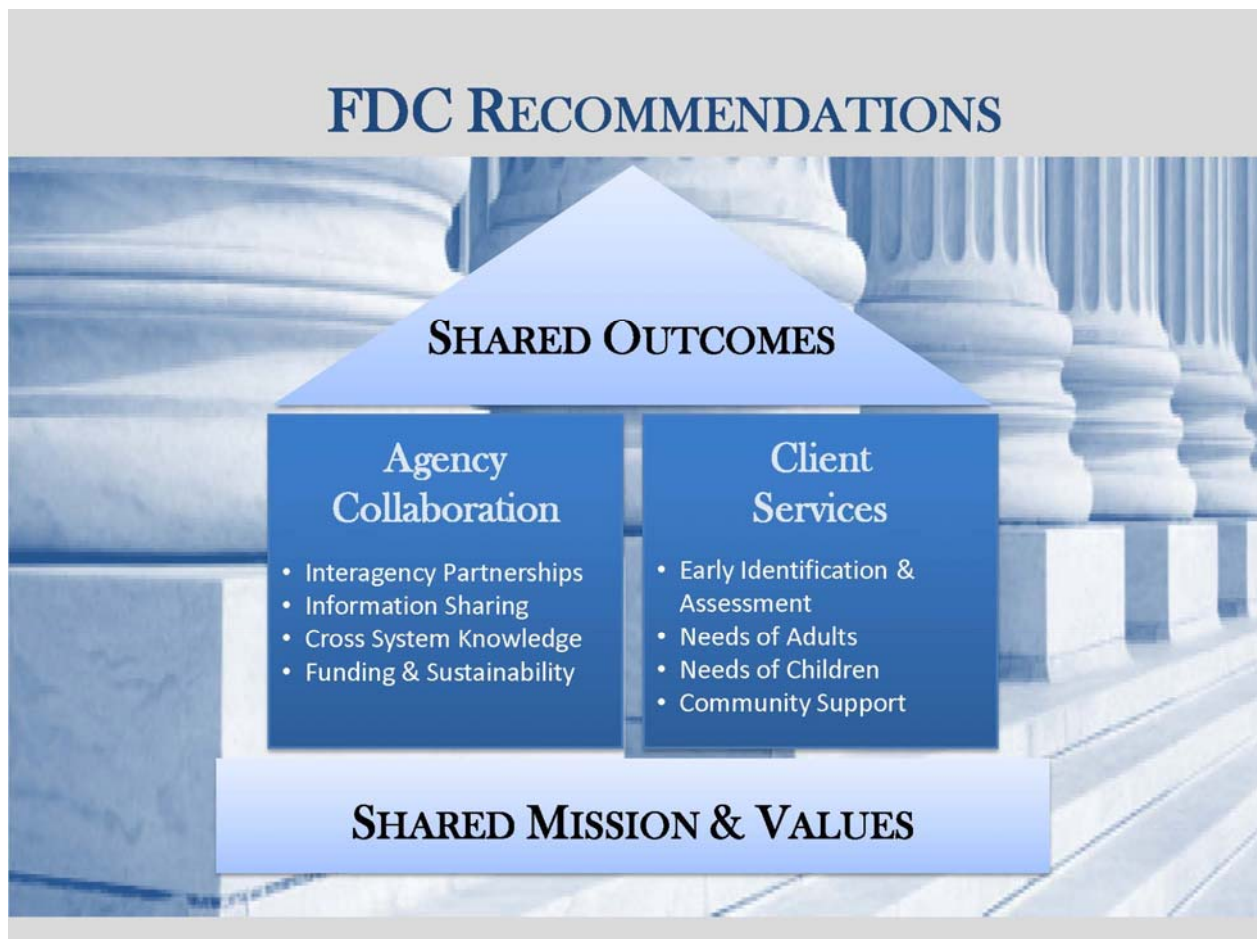 FDC RECOMMENDATIONS
SHARED OUTCOMES
Agency
Collaboration
• Interagency Partnerships
• Information Sharing
• Cross System Knowledge
• Funding & Sustainability
Client
Services
• Early Identification &
Assessment
• Needs of Adults
• Needs of Children
• Community Support
SHARED MISSION & VALUES